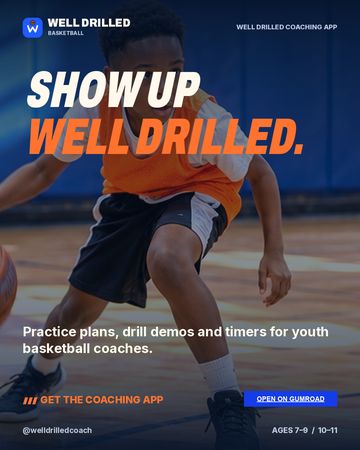 W
WELL DRILLED
BASKETBALL
WELL DRILLED COACHING APP
SHOW UP
WELL DRILLED.
Practice plans, drill demos and timers for youth
basketball coaches.
GET THE COACHING APP
OPEN ON GUMROAD
@welldrilledcoach
AGES 7–9 / 10–11